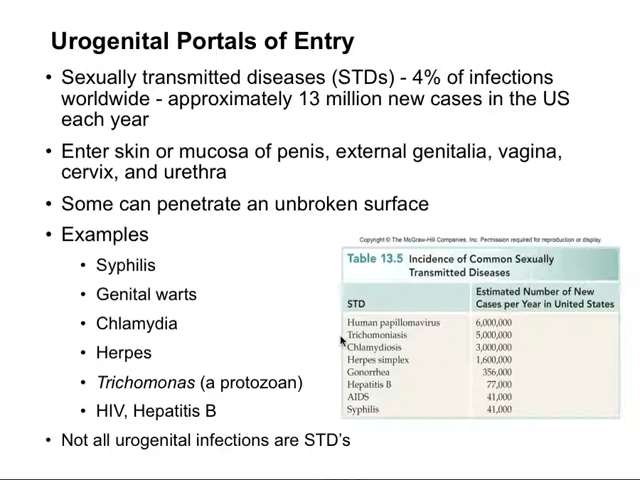 Urogenital Portals of Entry
• Sexually transmitted diseases (STDs) - 4% of infections
worldwide - approximately 13 million new cases in the US
each year
• Enter skin or mucosa of penis, external genitalia, vagina,
cervix, and urethra
• Some can penetrate an unbroken surface
• Examples
• Syphilis
• Genital warts
• Chlamydia
• Herpes
• Trichomonas (a protozoan)
• HIV, Hepatitis B
• Not all urogenital infections are STD's
Copyright © The McGraw-Hill Companies, Inc. Permission required for reproduction or display.
Table 13.5 Incidence of Common Sexually
Transmitted Diseases
Estimated Number of New
STD Cases per Year in United States
Human papillomavirus 6,000,000
Trichomoniasis 5,000,000
Chlamydiosis 3,000,000
Herpes simplex 1,600,000
Gonorrhea 356,000
Hepatitis B 77,000
AIDS 41,000
Syphilis 41,000